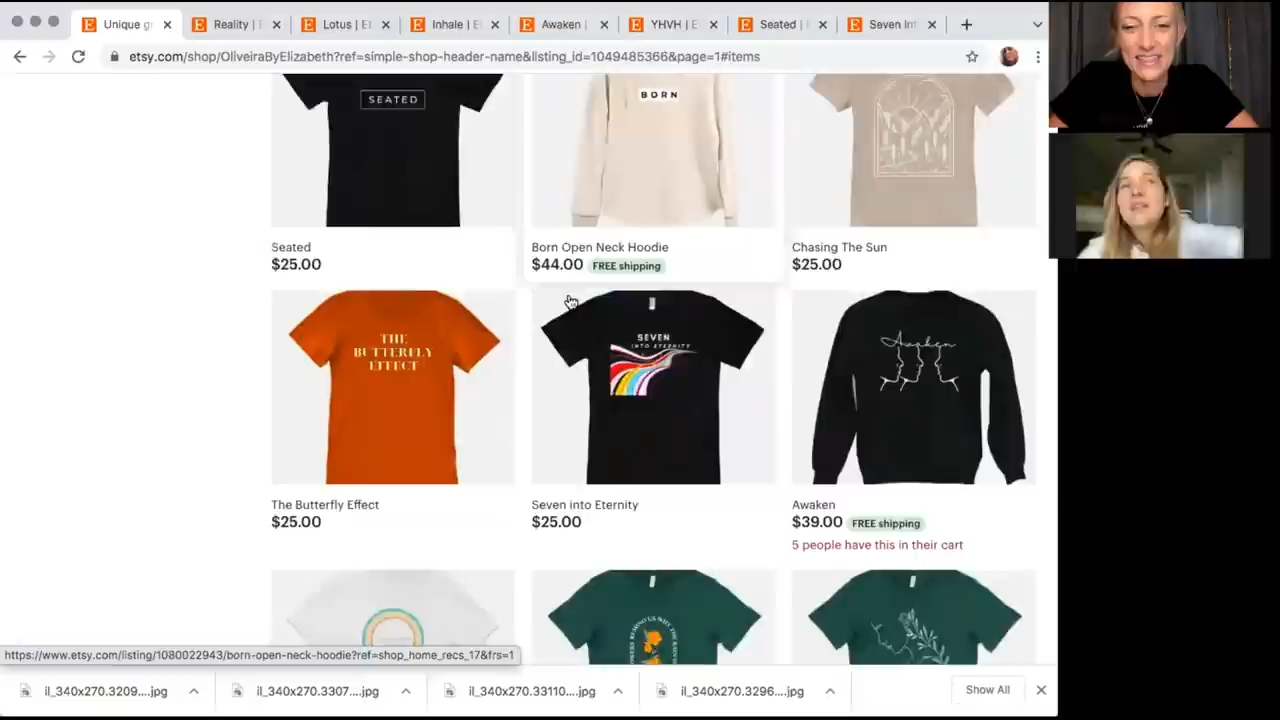 Unique g
Reality | E
Lotus | E
Inhale | E
Awaken |
YHVH | E
Seated |
Seven Int
etsy.com/shop/OliveiraByElizabeth?ref=simple-shop-header-name&listing_id=1049485366&page=1#items
SEATED
BORN
Seated
$25.00
Born Open Neck Hoodie
$44.00 FREE shipping
Chasing The Sun
$25.00
THE
BUTTERFLY
EFFECT
SEVEN
INTO ETERNITY
Awaken
The Butterfly Effect
$25.00
Seven into Eternity
$25.00
Awaken
$39.00 FREE shipping
5 people have this in their cart
https://www.etsy.com/listing/1080022943/born-open-neck-hoodie?ref=shop_home_recs_17&frs=1
il_340x270.3209....jpg
il_340x270.3307....jpg
il_340x270.33110....jpg
il_340x270.3296....jpg
Show All